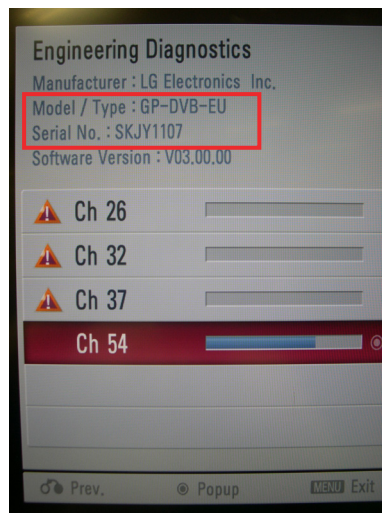 Engineering Diagnostics
Manufacturer : LG Electronics Inc.
Model / Type : GP-DVB-EU
Serial No. : SKJY1107
Software Version : V03.00.00
Ch 26
Ch 32
Ch 37
Ch 54
Prev.
Popup
MENU Exit